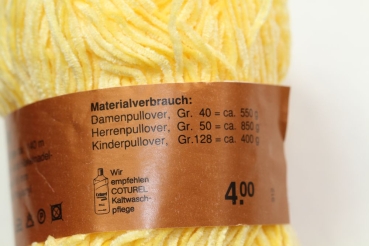 Materialverbrauch:
Damenpullover, Gr. 40 = ca. 550 g
Herrenpullover, Gr. 50 = ca. 850 g
Kinderpullover, Gr.128 = ca. 400 g
Wir
empfehlen
COTUREL
Kaltwasch-
pflege
4.00